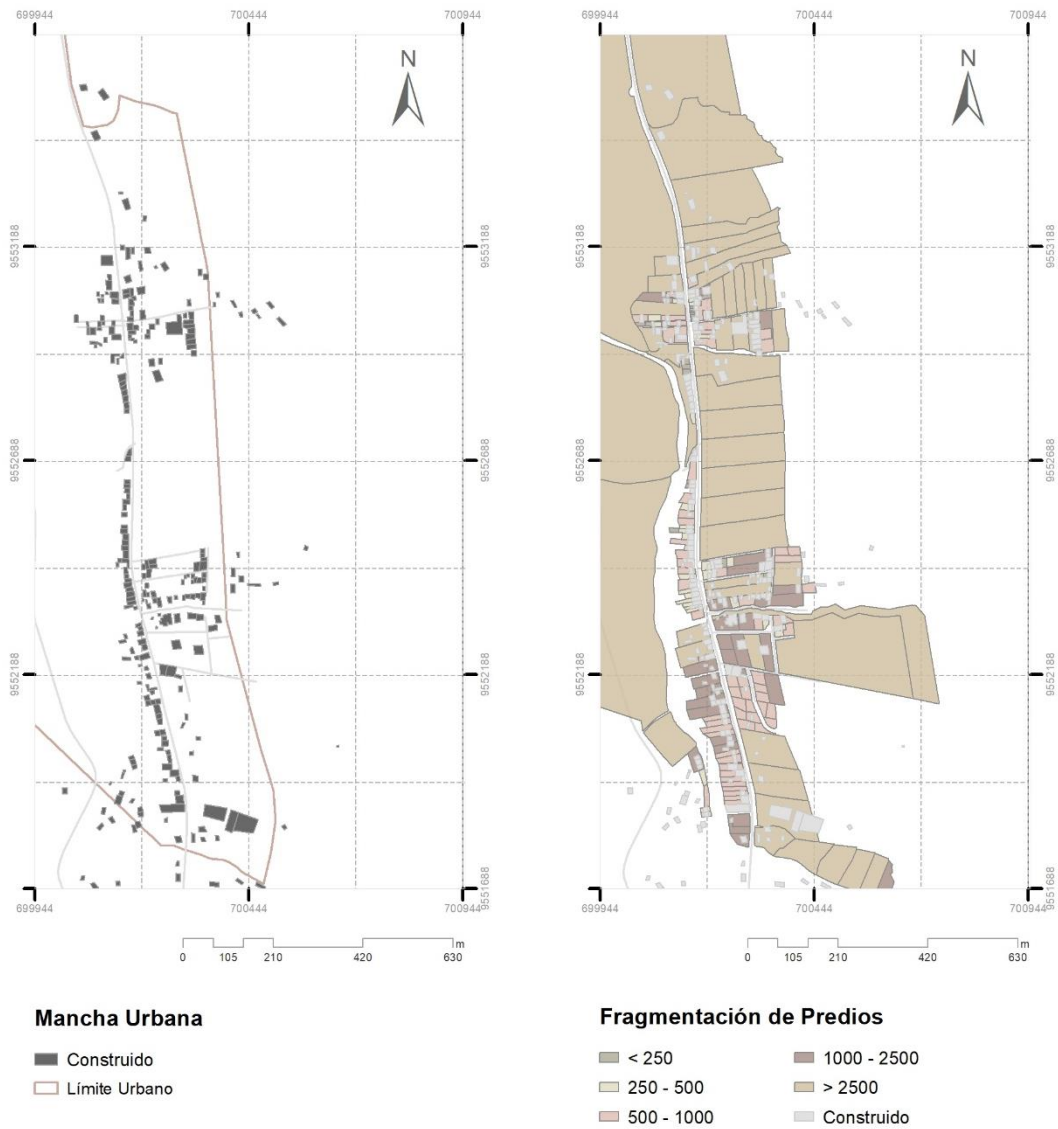 699944 700444 700944
699944 700444 700944
N
N
9553188
9553188
9553188
9553188
9552688
9552688
9552688
9552688
9552188
9552188
9552188
9552188
9551688
9551688
699944 700444 700944
699944 700444 700944
m
0 105 210 420 630
m
0 105 210 420 630
Mancha Urbana
Construido
Límite Urbano
Fragmentación de Predios
< 250
250 - 500
500 - 1000
1000 - 2500
> 2500
Construido